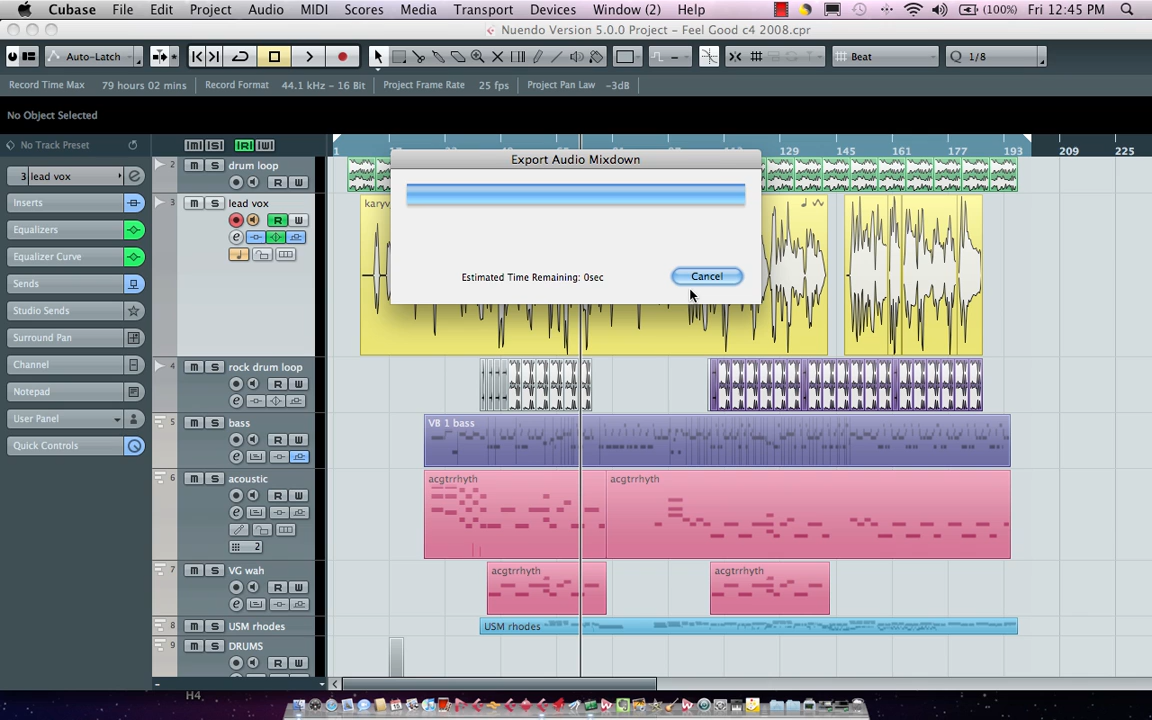 Cubase File Edit Project Audio MIDI Scores Media Transport Devices Window (2) Help (100%) Fri 12:45 PM
Nuendo Version 5.0.0 Project - Feel Good c4 2008.cpr
Auto-Latch Beat Q 1/8
Record Time Max 79 hours 02 mins Record Format 44.1 kHz - 16 Bit Project Frame Rate 25 fps Project Pan Law -3dB
No Object Selected
No Track Preset
M S R W
1 17 33 129 145 161 177 193 209 225
Export Audio Mixdown
Estimated Time Remaining: 0sec
Cancel
3 lead vox
Inserts
Equalizers
Equalizer Curve
Sends
Studio Sends
Surround Pan
Channel
Notepad
User Panel
Quick Controls
2 m S drum loop
R W
3 m S lead vox
R W
karyv
4 m S rock drum loop
R W
5 m S bass
R W
VB 1 bass
6 m S acoustic
R W
2
acgtrrhyth acgtrrhyth
7 m S VG wah
R W
acgtrrhyth acgtrrhyth
8 m S USM rhodes
USM rhodes
9 m S DRUMS
R W
H4